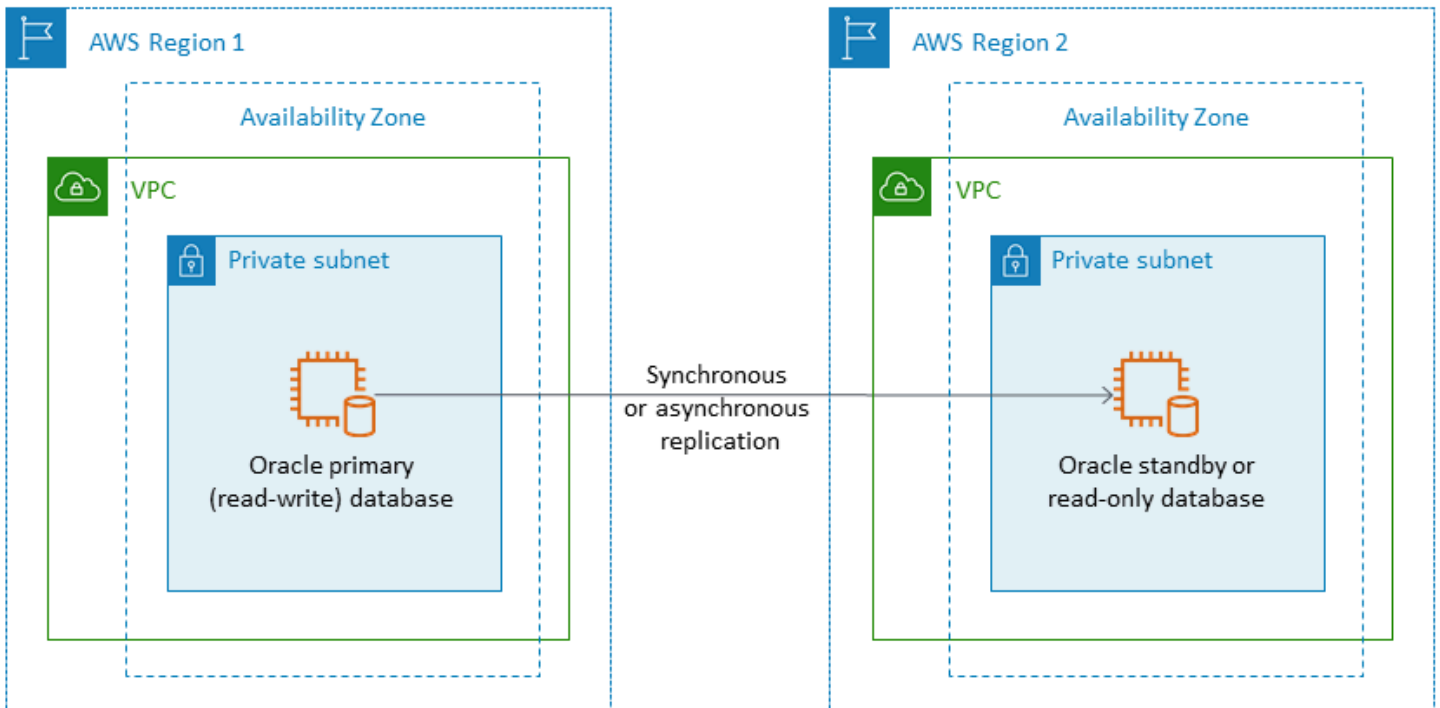 AWS Region 1
Availability Zone
VPC
Private subnet
Oracle primary
(read-write) database
Synchronous
or asynchronous
replication
AWS Region 2
Availability Zone
VPC
Private subnet
Oracle standby or
read-only database